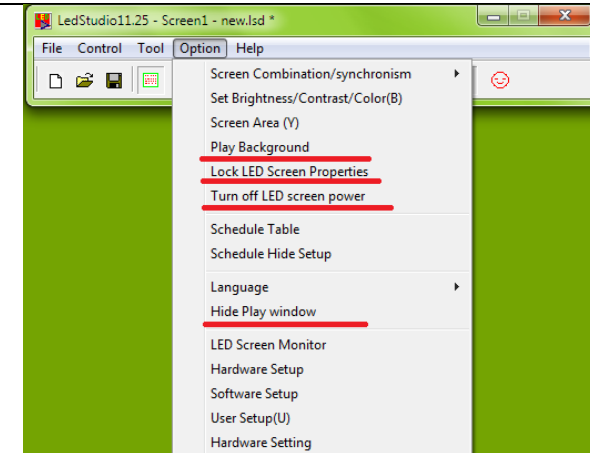 LedStudio11.25 - Screen1 - new.lsd *
File Control Tool Option Help
Screen Combination/synchronism
Set Brightness/Contrast/Color(B)
Screen Area (Y)
Play Background
Lock LED Screen Properties
Turn off LED screen power
Schedule Table
Schedule Hide Setup
Language
Hide Play window
LED Screen Monitor
Hardware Setup
Software Setup
User Setup(U)
Hardware Setting